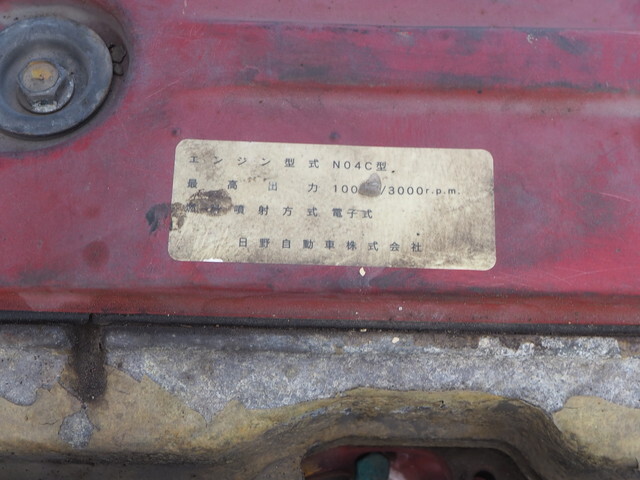 エンジン型式 N04C型
最高出力 100 /3000r.p.m.
噴射方式 電子式
日野自動車株式会社